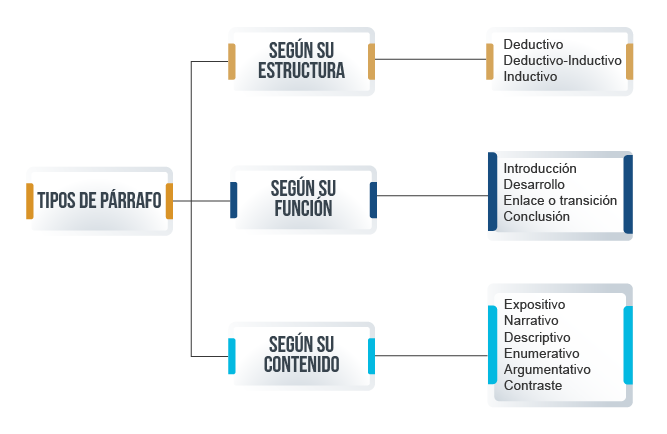 TIPOS DE PÁRRAFO
SEGÚN SU
ESTRUCTURA
Deductivo
Deductivo-Inductivo
Inductivo
SEGÚN SU
FUNCIÓN
Introducción
Desarrollo
Enlace o transición
Conclusión
SEGÚN SU
CONTENIDO
Expositivo
Narrativo
Descriptivo
Enumerativo
Argumentativo
Contraste